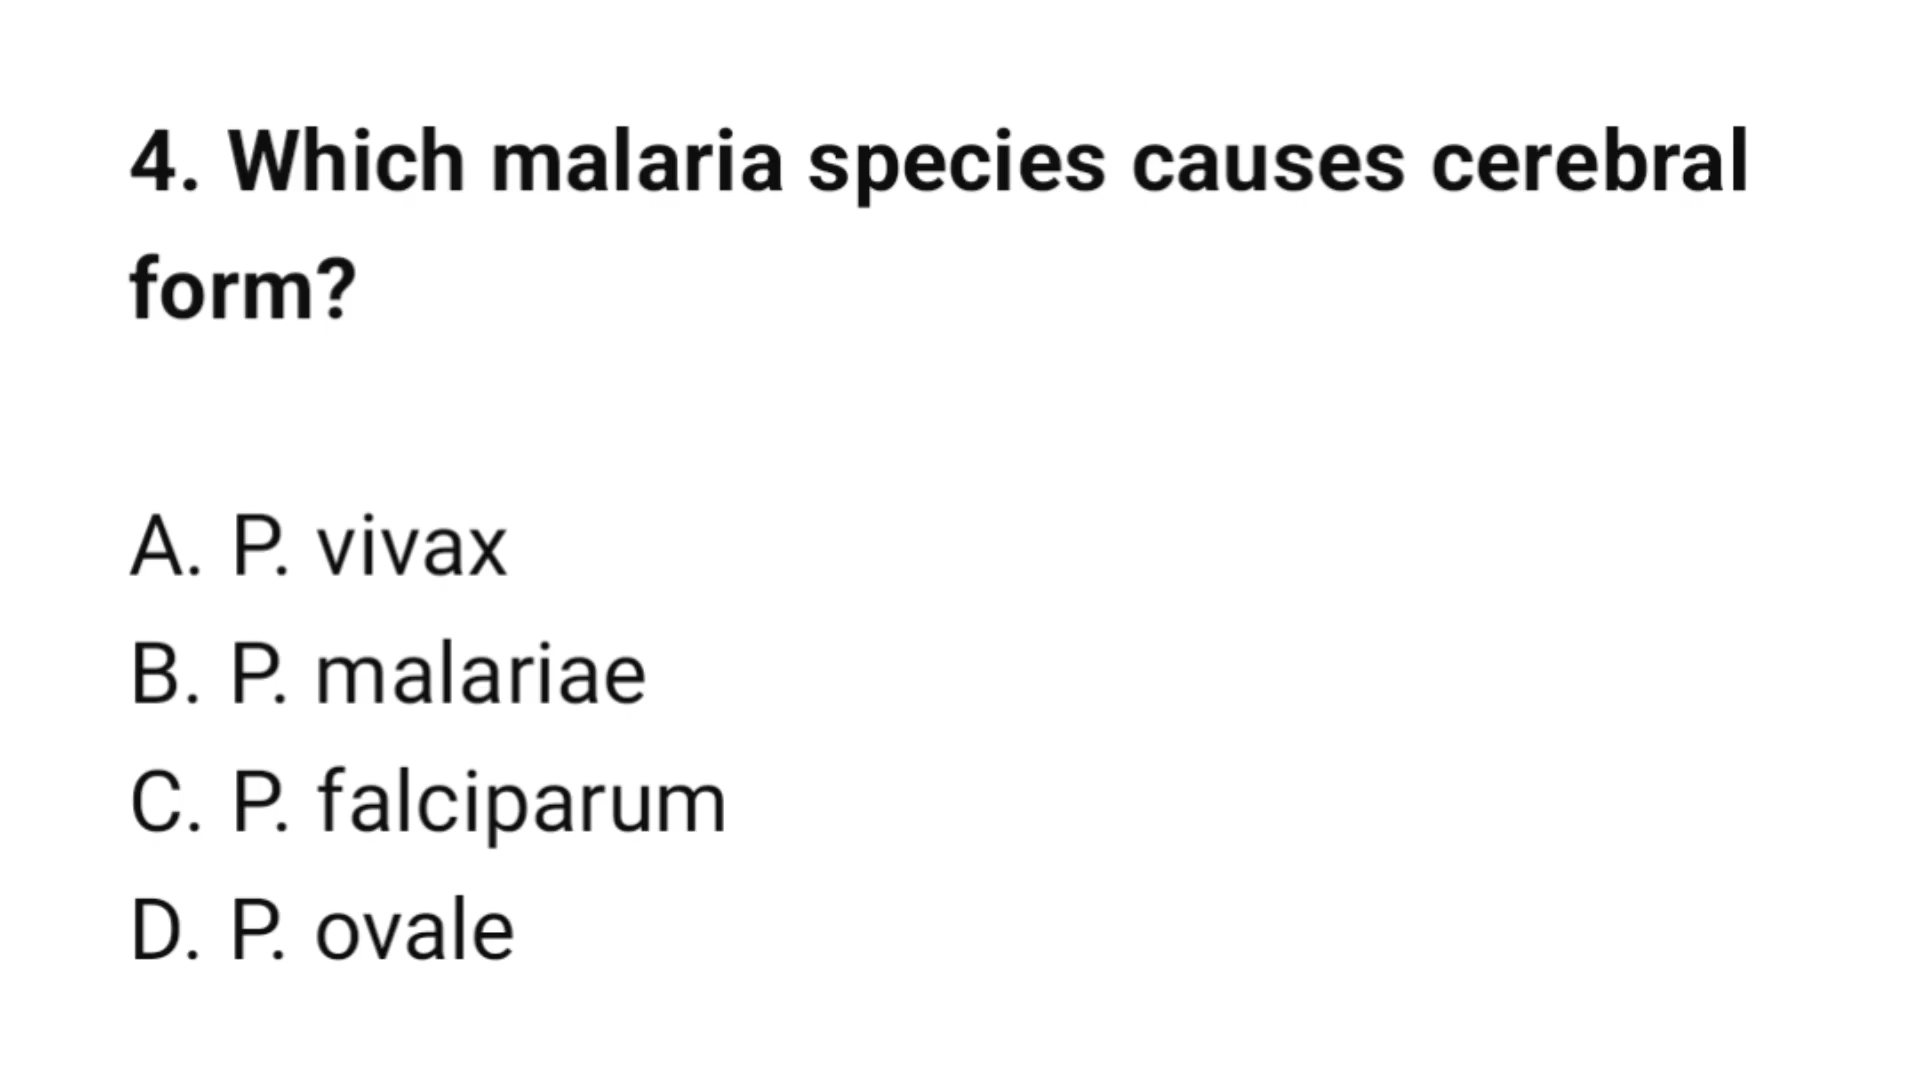 4. Which malaria species causes cerebral
form?
A. P. vivax
B. P. malariae
C. P. falciparum
D. P. ovale